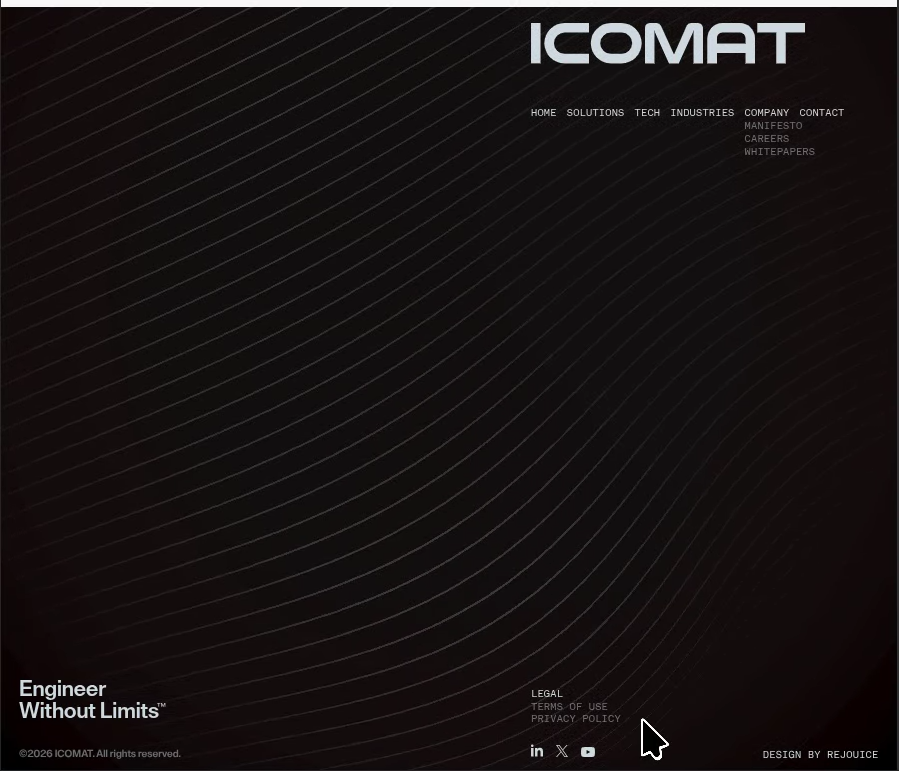 ICOMAT
HOME SOLUTIONS TECH INDUSTRIES COMPANY CONTACT
MANIFESTO
CAREERS
WHITEPAPERS
Engineer
Without Limits™
LEGAL
TERMS OF USE
PRIVACY POLICY
©2026 ICOMAT. All rights reserved.
DESIGN BY REJOUICE